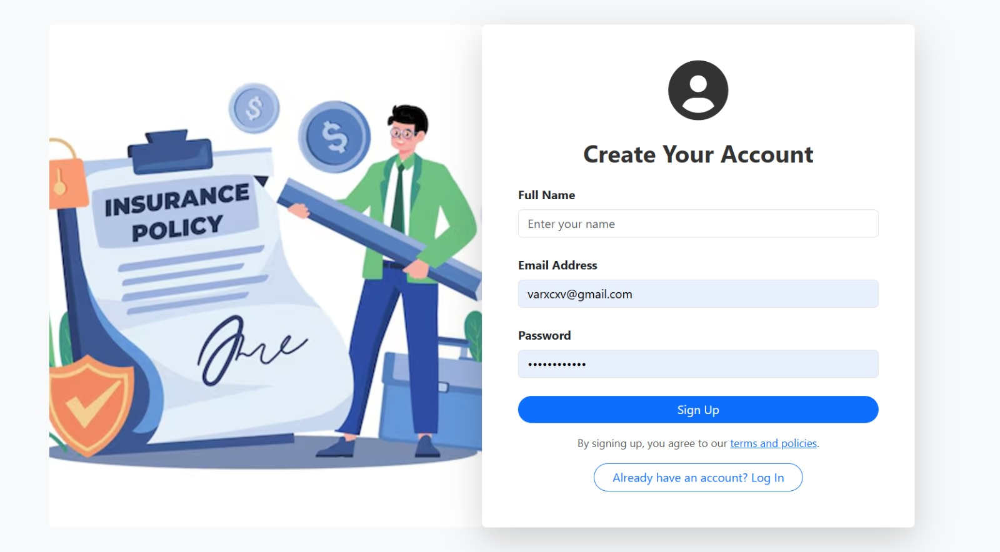 INSURANCE
POLICY
Create Your Account
Full Name
Enter your name
Email Address
varxcxv@gmail.com
Password
••••••••••••
Sign Up
By signing up, you agree to our terms and policies.
Already have an account? Log In